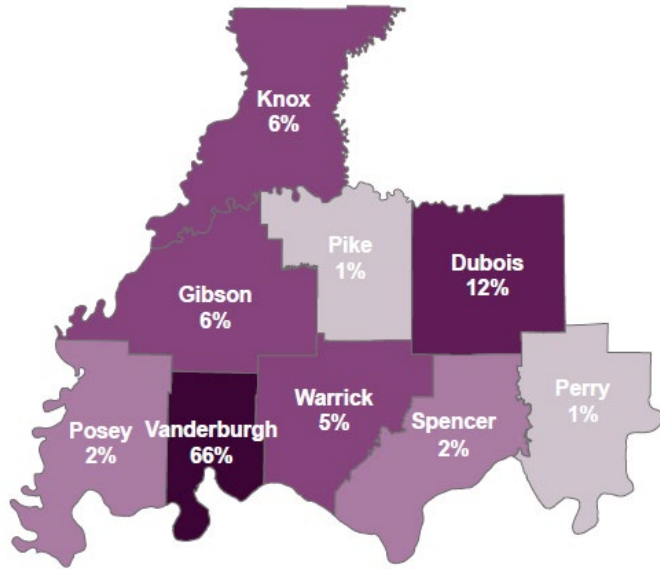 Knox
6%
Pike
1%
Dubois
12%
Gibson
6%
Posey
2%
Vanderburgh
66%
Warrick
5%
Spencer
2%
Perry
1%